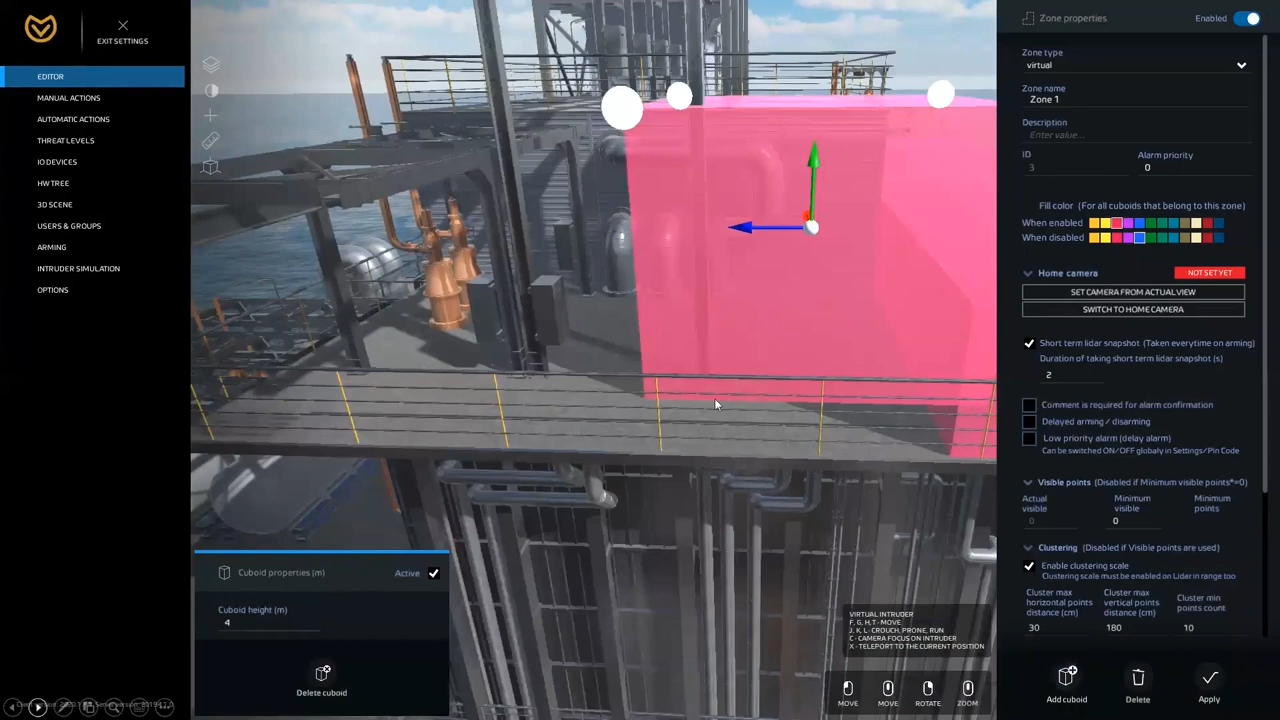 EXIT SETTINGS
EDITOR
MANUAL ACTIONS
AUTOMATIC ACTIONS
THREAT LEVELS
IO DEVICES
HW TREE
3D SCENE
USERS & GROUPS
ARMING
INTRUDER SIMULATION
OPTIONS
Cuboid properties (m)
Active
Cuboid height (m)
4
Delete cuboid
VIRTUAL INTRUDER
F, G, H, T - MOVE
J, K, L - CROUCH, PRONE, RUN
C - CAMERA FOCUS ON INTRUDER
X - TELEPORT TO THE CURRENT POSITION
MOVE
MOVE
ROTATE
ZOOM
Zone properties
Enabled
Zone type
virtual
Zone name
Zone 1
Description
Enter value...
ID
Alarm priority
3
0
Fill color (For all cuboids that belong to this zone)
When enabled
When disabled
Home camera
NOT SET YET
SET CAMERA FROM ACTUAL VIEW
SWITCH TO HOME CAMERA
Short term lidar snapshot (Taken everytime on arming)
Duration of taking short term lidar snapshot (s)
2
Comment is required for alarm confirmation
Delayed arming / disarming
Low priority alarm (delay alarm)
Can be switched ON/OFF globaly in Settings/Pin Code
Visible points (Disabled if Minimum visible points*=0)
Actual visible
Minimum visible
Minimum points
0
0
Clustering (Disabled if Visible points are used)
Enable clustering scale
Clustering scale must be enabled on Lidar in range too
Cluster max horizontal points distance (cm)
Cluster max vertical points distance (cm)
Cluster min points count
30
180
10
Add cuboid
Delete
Apply